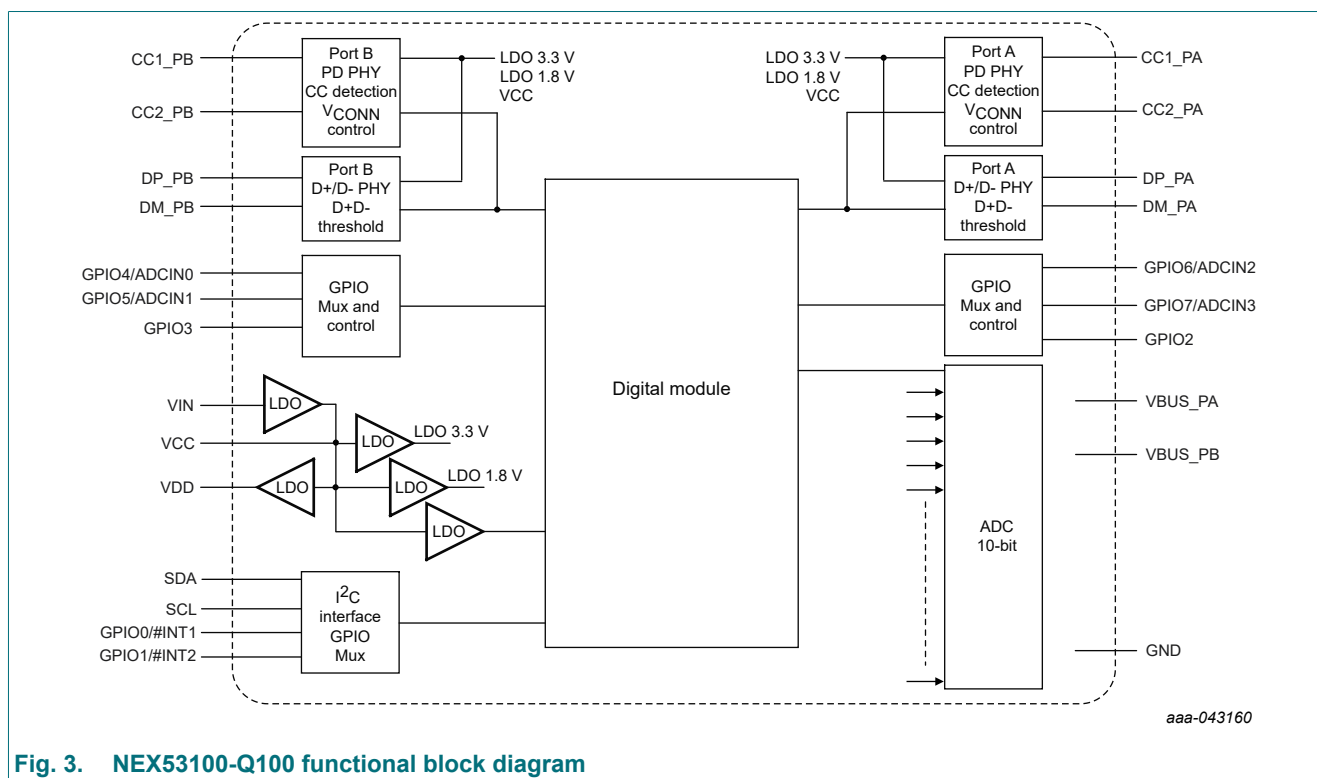 CC1_PB
CC2_PB
Port B
PD PHY
CC detection
VCONN
control
LDO 3.3 V
LDO 1.8 V
VCC
LDO 3.3 V
LDO 1.8 V
VCC
Port A
PD PHY
CC detection
VCONN
control
CC1_PA
CC2_PA
DP_PB
DM_PB
Port B
D+/D- PHY
D+D-
threshold
Port A
D+/D- PHY
D+D-
threshold
DP_PA
DM_PA
GPIO4/ADCIN0
GPIO5/ADCIN1
GPIO3
GPIO
Mux and
control
GPIO
Mux and
control
GPIO6/ADCIN2
GPIO7/ADCIN3
GPIO2
Digital module
VIN
VCC
VDD
LDO
LDO
LDO 3.3 V
LDO
LDO
LDO 1.8 V
LDO
ADC
10-bit
VBUS_PA
VBUS_PB
GND
SDA
SCL
GPIO0/#INT1
GPIO1/#INT2
I2C
interface
GPIO
Mux
aaa-043160
Fig. 3. NEX53100-Q100 functional block diagram